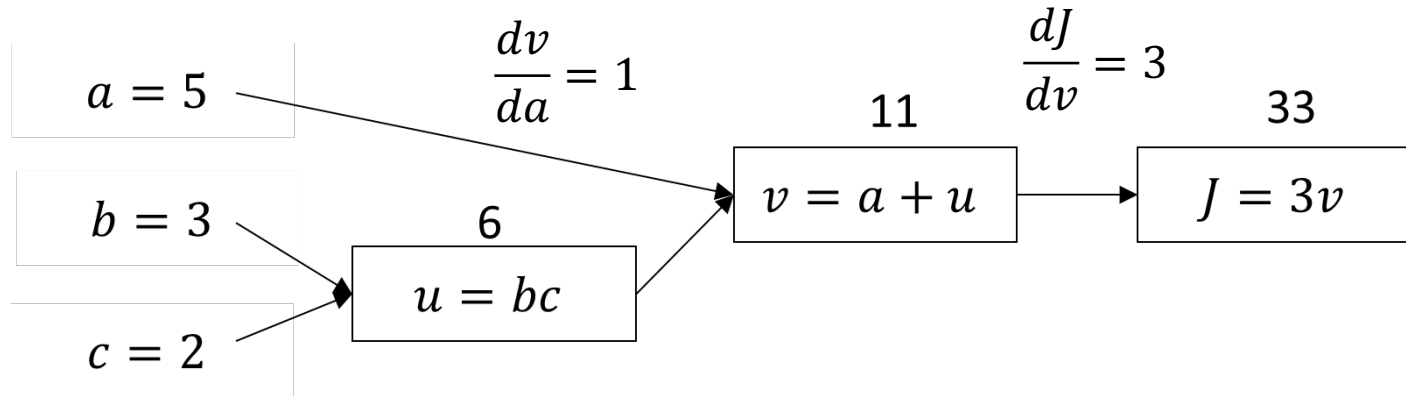 a = 5
dv/da = 1
dJ/dv = 3
11
33
b = 3
6
v = a + u
J = 3v
u = bc
c = 2